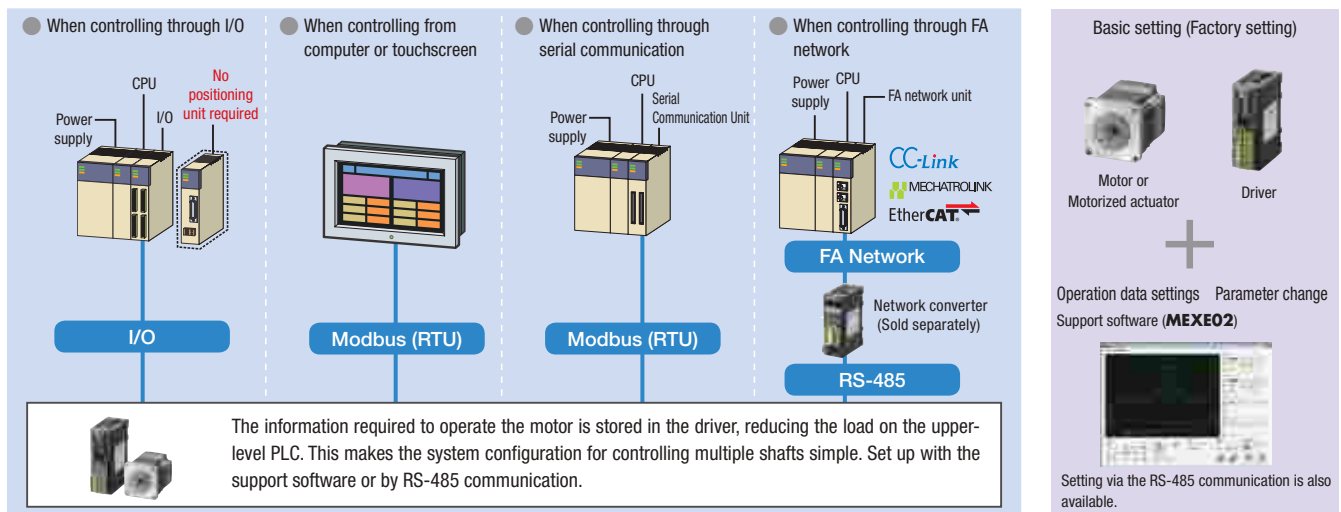 When controlling through I/O
Power
supply
CPU
I/O
No
positioning
unit required
I/O
When controlling from
computer or touchscreen
Modbus (RTU)
When controlling through
serial communication
Power
supply
CPU
Serial
Communication Unit
Modbus (RTU)
When controlling through FA
network
Power
supply
CPU
FA network unit
CC-Link
MECHATROLINK
EtherCAT®
FA Network
Network converter
(Sold separately)
RS-485
The information required to operate the motor is stored in the driver, reducing the load on the upper-
level PLC. This makes the system configuration for controlling multiple shafts simple. Set up with the
support software or by RS-485 communication.
Basic setting (Factory setting)
Motor or
Motorized actuator
Driver
Operation data settings Parameter change
Support software (MEXE02)
Setting via the RS-485 communication is also
available.